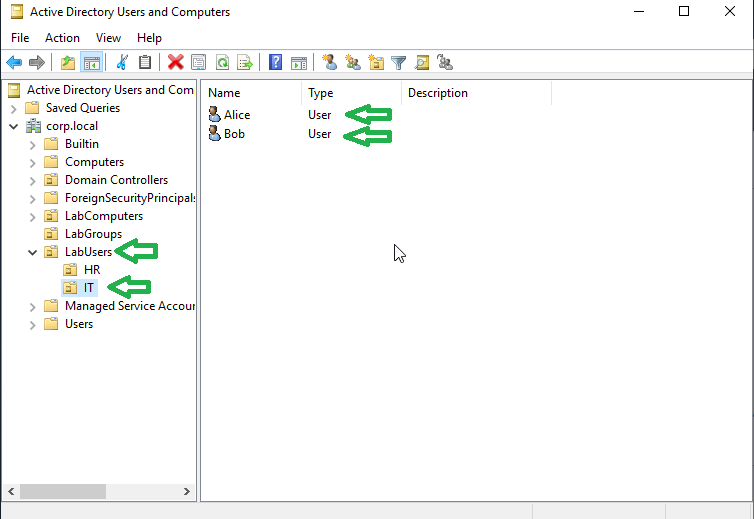 Active Directory Users and Computers
File Action View Help
Active Directory Users and Com
Saved Queries
corp.local
Builtin
Computers
Domain Controllers
ForeignSecurityPrincipals
LabComputers
LabGroups
LabUsers
HR
IT
Managed Service Accour
Users
Name Type Description
Alice User
Bob User